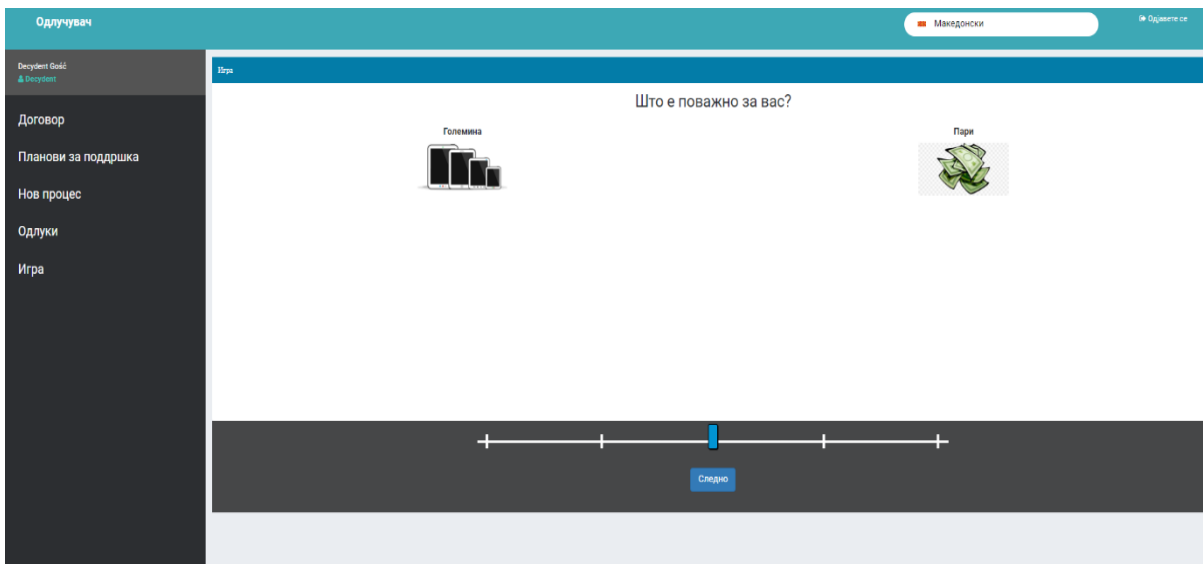 Одлучувач
Македонски
Одјавете се
Decydent Gość
Decydent
Игра
Договор
Планови за поддршка
Нов процес
Одлуки
Игра
Што е поважно за вас?
Големина
Пари
Следно